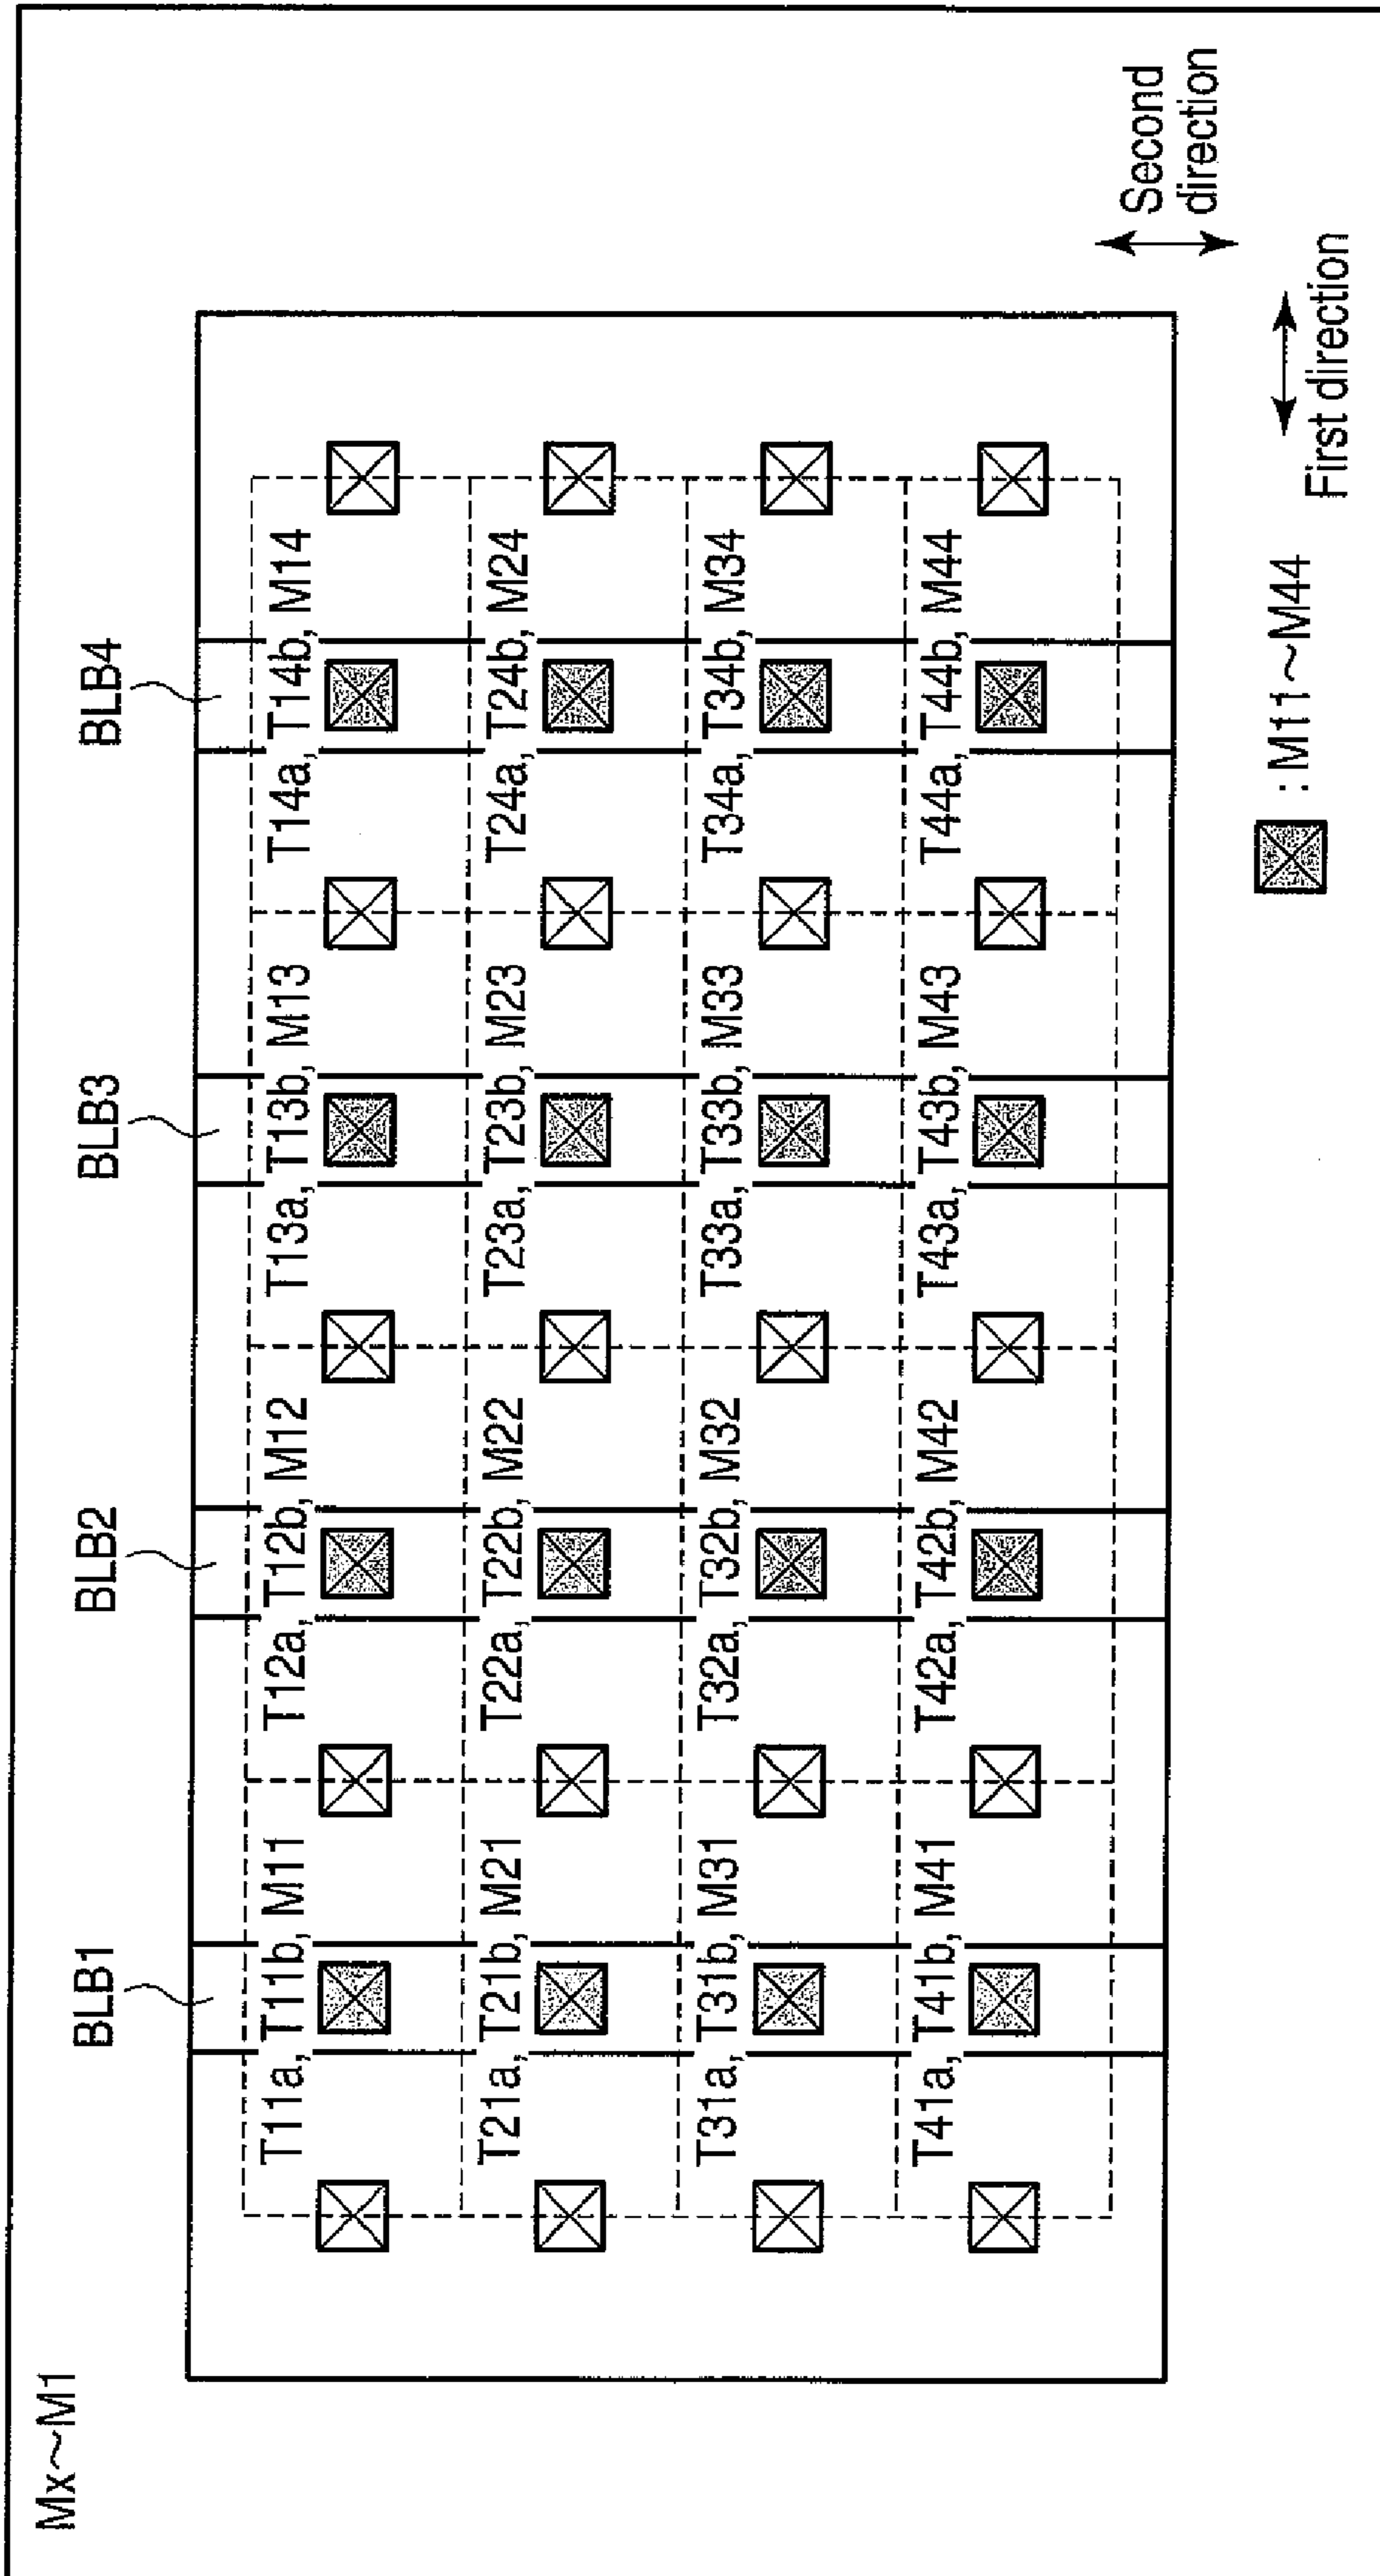 Mx~M1
BLB1
BLB2
BLB3
BLB4
T11a, T11b, M11
T12a, T12b, M12
T13a, T13b, M13
T14a, T14b, M14
T21a, T21b, M21
T22a, T22b, M22
T23a, T23b, M23
T24a, T24b, M24
T31a, T31b, M31
T32a, T32b, M32
T33a, T33b, M33
T34a, T34b, M34
T41a, T41b, M41
T42a, T42b, M42
T43a, T43b, M43
T44a, T44b, M44
Second
direction
First direction
: M11~M44